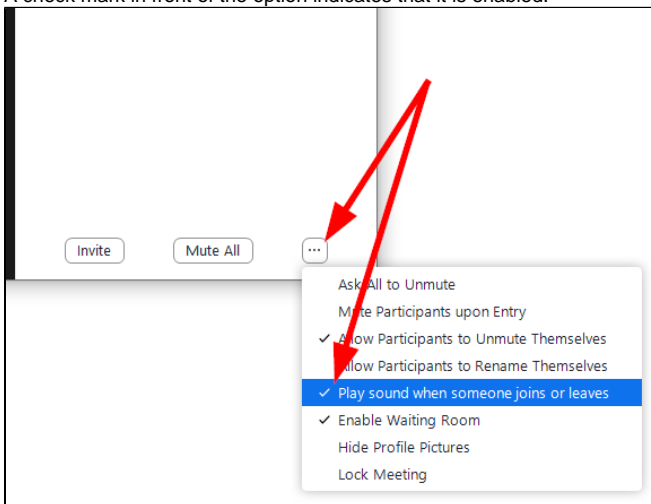 A check mark in front of the option indicates that it is enabled.
Invite Mute All ...
Ask All to Unmute
Mute Participants upon Entry
✓ Allow Participants to Unmute Themselves
Allow Participants to Rename Themselves
✓ Play sound when someone joins or leaves
✓ Enable Waiting Room
Hide Profile Pictures
Lock Meeting